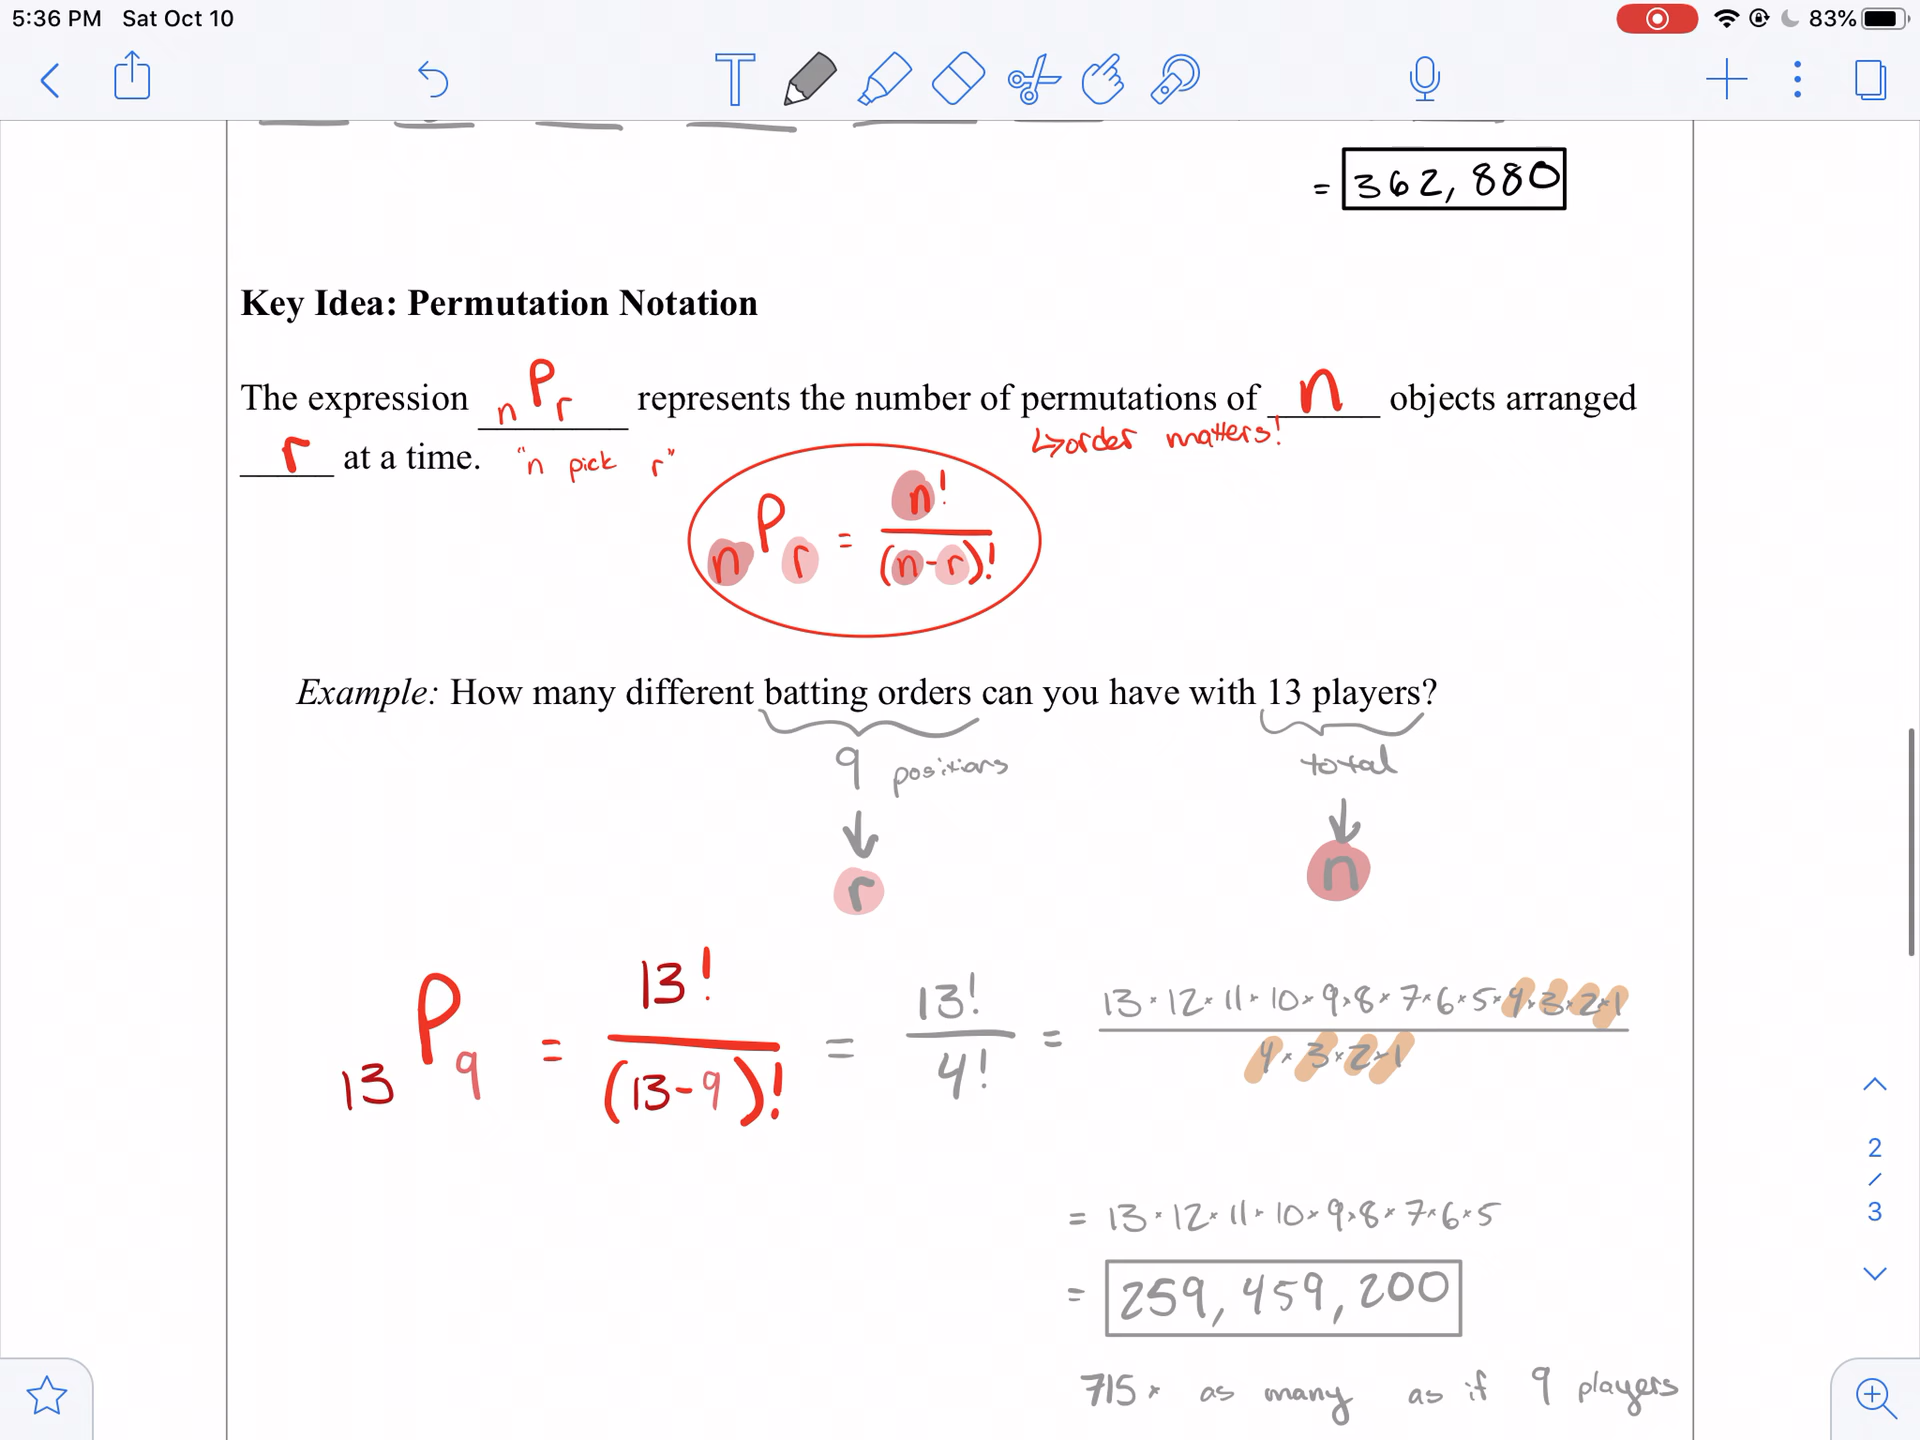 5:36 PM Sat Oct 10 83%
= 362,880
Key Idea: Permutation Notation
The expression nPr represents the number of permutations of n objects arranged
↳order matters!
r at a time. "n pick r"
nPr = n! / (n-r)!
Example: How many different batting orders can you have with 13 players?
9 positions total
r n
13P9 = 13! / (13-9)! = 13! / 4! = 13·12·11·10·9·8·7·6·5·4·3·2·1 / 4·3·2·1
2
/
3
= 13·12·11·10·9·8·7·6·5
= 259,459,200
715× as many as if 9 players